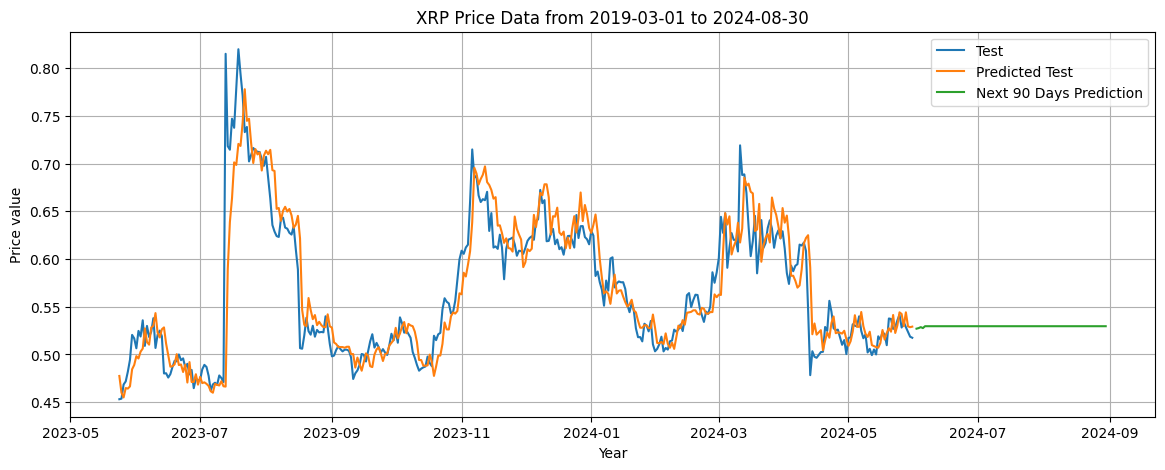 XRP Price Data from 2019-03-01 to 2024-08-30
Test
Predicted Test
Next 90 Days Prediction
Price value
0.80
0.75
0.70
0.65
0.60
0.55
0.50
0.45
2023-05
2023-07
2023-09
2023-11
2024-01
2024-03
2024-05
2024-07
2024-09
Year